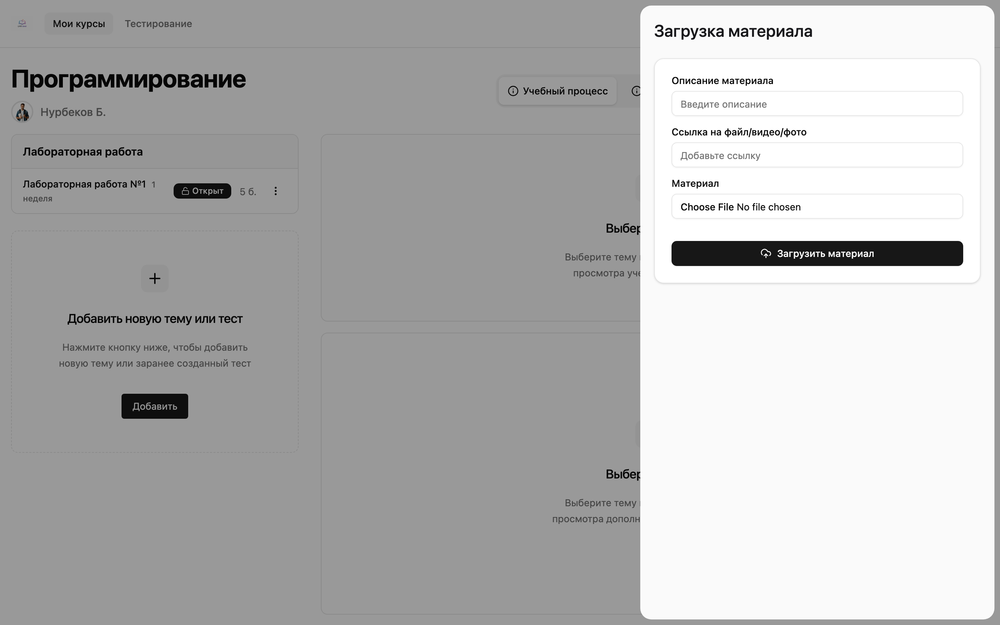 Мои курсы
Тестирование
Программирование
Нурбеков Б.
Учебный процесс
Лабораторная работа
Лабораторная работа №1 1
неделя
Открыт
5 б.
Добавить новую тему или тест
Нажмите кнопку ниже, чтобы добавить
новую тему или заранее созданный тест
Добавить
Выбер
Выберите тему
просмотра уче
Выбер
Выберите тему
просмотра дополн
Загрузка материала
Описание материала
Введите описание
Ссылка на файл/видео/фото
Добавьте ссылку
Материал
Choose File No file chosen
Загрузить материал